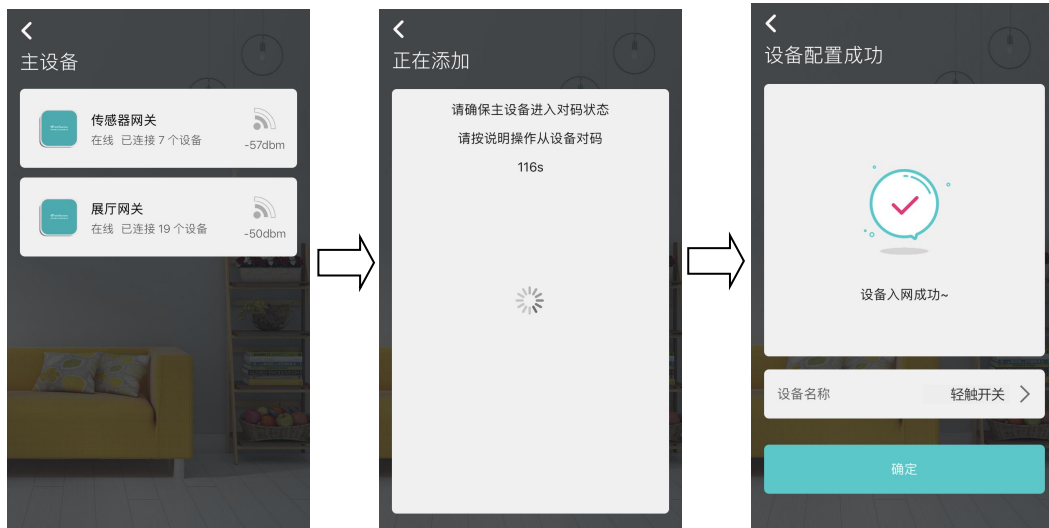 主设备
传感器网关
在线 已连接 7 个设备
-57dbm
展厅网关
在线 已连接 19 个设备
-50dbm
正在添加
请确保主设备进入对码状态
请按说明操作从设备对码
116s
设备配置成功
设备入网成功~
设备名称 轻触开关
确定